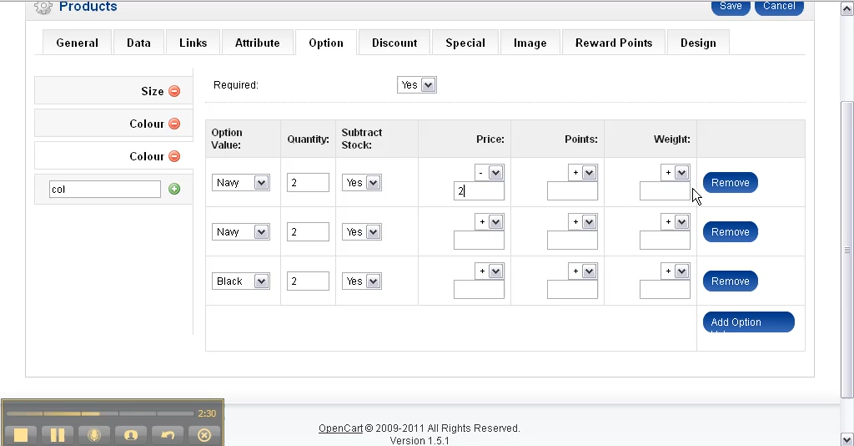 Products
Save Cancel
General Data Links Attribute Option Discount Special Image Reward Points Design
Size
Colour
Colour
col
Required: Yes
Option Value: Quantity: Subtract Stock: Price: Points: Weight:
Navy 2 Yes - 2 + + Remove
Navy 2 Yes + + + Remove
Black 2 Yes + + + Remove
Add Option
2:30
OpenCart © 2009-2011 All Rights Reserved.
Version 1.5.1